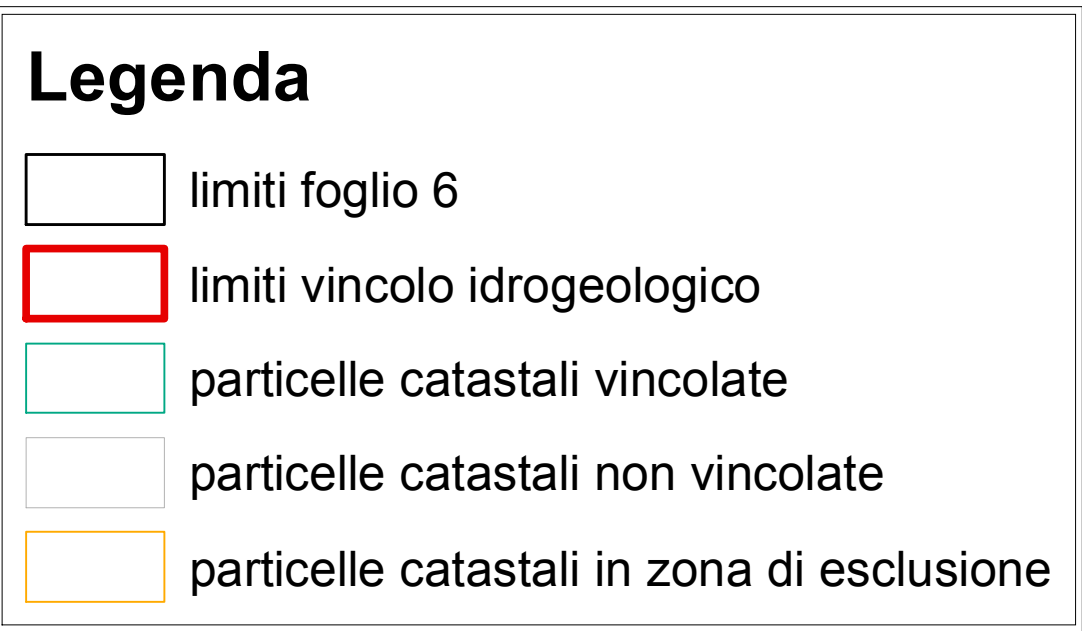 Legenda
limiti foglio 6
limiti vincolo idrogeologico
particelle catastali vincolate
particelle catastali non vincolate
particelle catastali in zona di esclusione